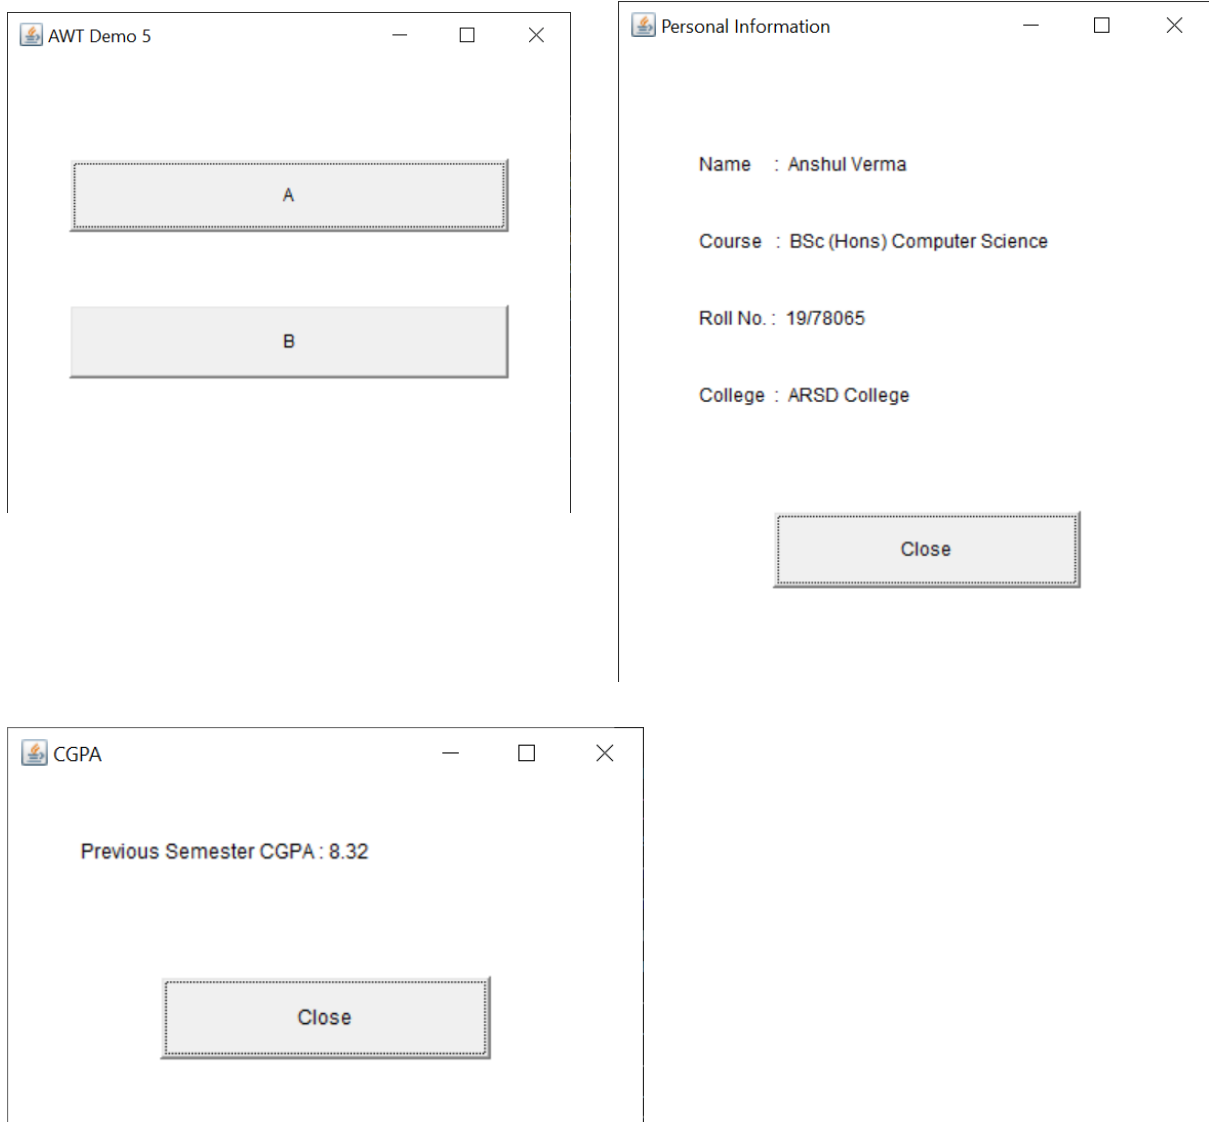 AWT Demo 5
A
B
Personal Information
Name : Anshul Verma
Course : BSc (Hons) Computer Science
Roll No. : 19/78065
College : ARSD College
Close
CGPA
Previous Semester CGPA : 8.32
Close